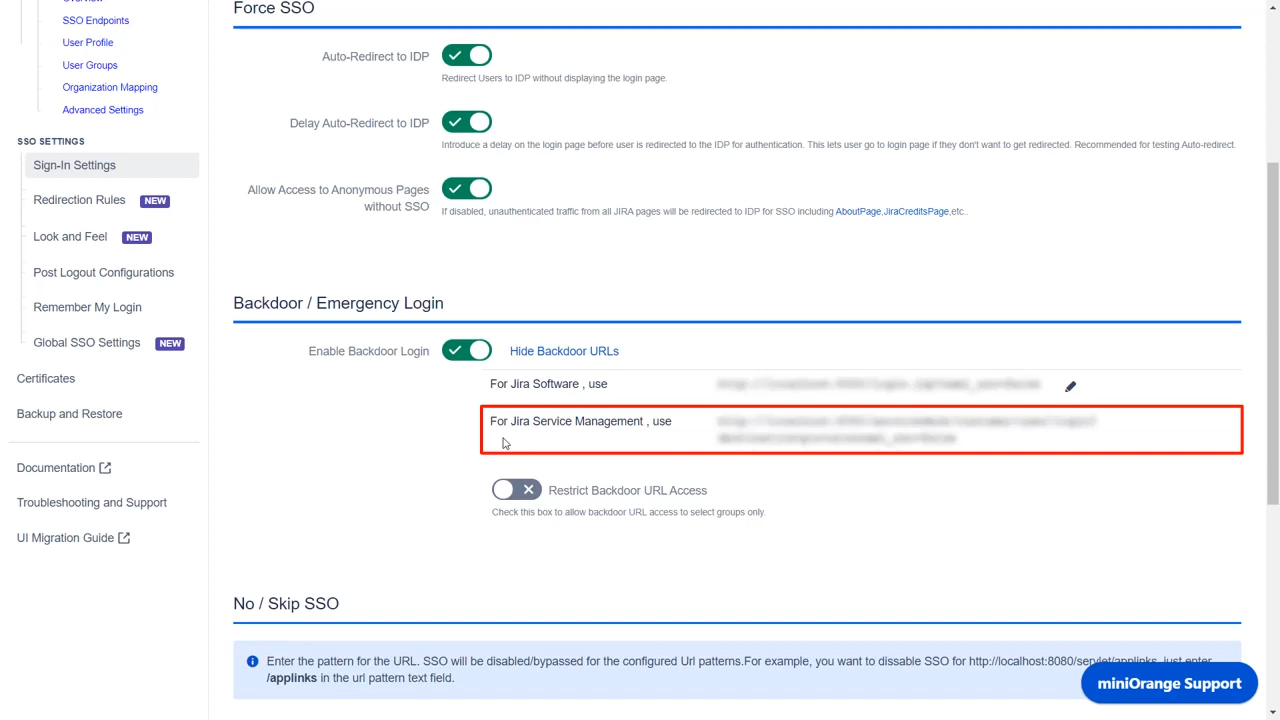 Overview
SSO Endpoints
User Profile
User Groups
Organization Mapping
Advanced Settings
SSO SETTINGS
Sign-In Settings
Redirection Rules NEW
Look and Feel NEW
Post Logout Configurations
Remember My Login
Global SSO Settings NEW
Certificates
Backup and Restore
Documentation
Troubleshooting and Support
UI Migration Guide
Force SSO
Auto-Redirect to IDP
Redirect Users to IDP without displaying the login page.
Delay Auto-Redirect to IDP
Introduce a delay on the login page before user is redirected to the IDP for authentication. This lets user go to login page if they don't want to get redirected. Recommended for testing Auto-redirect.
Allow Access to Anonymous Pages
without SSO
If disabled, unauthenticated traffic from all JIRA pages will be redirected to IDP for SSO including AboutPage,JiraCreditsPage,etc..
Backdoor / Emergency Login
Enable Backdoor Login
Hide Backdoor URLs
For Jira Software , use
For Jira Service Management , use
Restrict Backdoor URL Access
Check this box to allow backdoor URL access to select groups only.
No / Skip SSO
Enter the pattern for the URL. SSO will be disabled/bypassed for the configured Url patterns.For example, you want to dissable SSO for http://localhost:8080/servlet/applinks, just enter
/applinks in the url pattern text field.
miniOrange Support